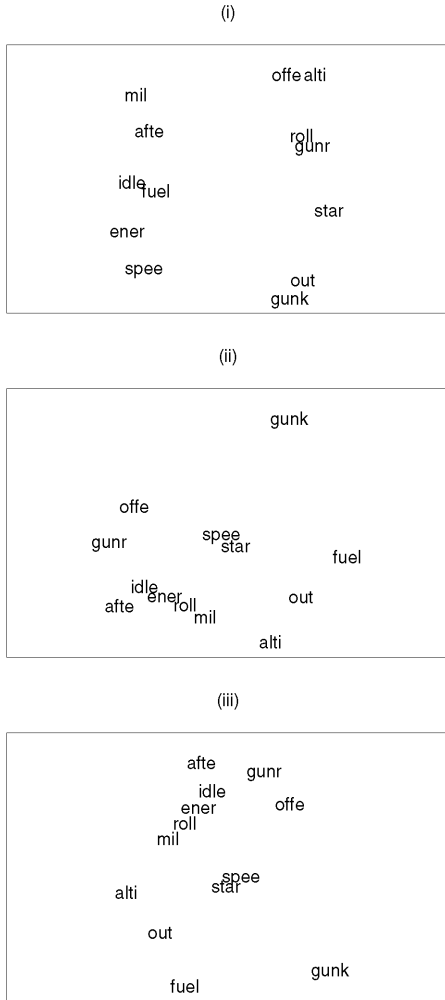 (i)
offe alti
mil
afte
roll
gunr
idle
fuel
star
ener
spee
out
gunk
(ii)
gunk
offe
spee
gunr
star
fuel
idle
ener
out
afte
roll
mil
alti
(iii)
afte
gunr
idle
ener
offe
roll
mil
spee
star
alti
out
gunk
fuel